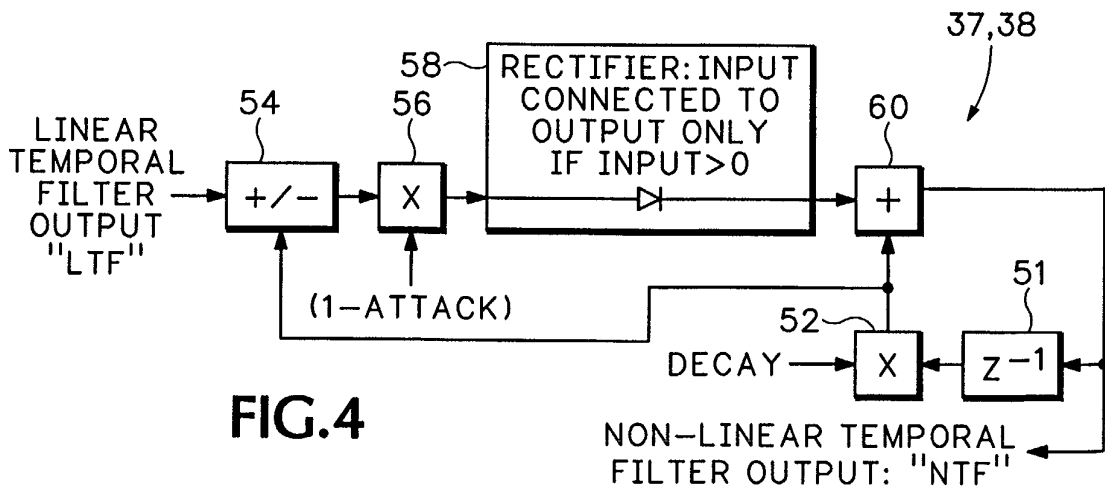 37,38
58
RECTIFIER: INPUT
CONNECTED TO
OUTPUT ONLY
IF INPUT>0
54
56
60
LINEAR
TEMPORAL
FILTER
OUTPUT
"LTF"
+/-
X
+
(1-ATTACK)
51
52
DECAY
X
Z-1
FIG.4
NON-LINEAR TEMPORAL
FILTER OUTPUT: "NTF"